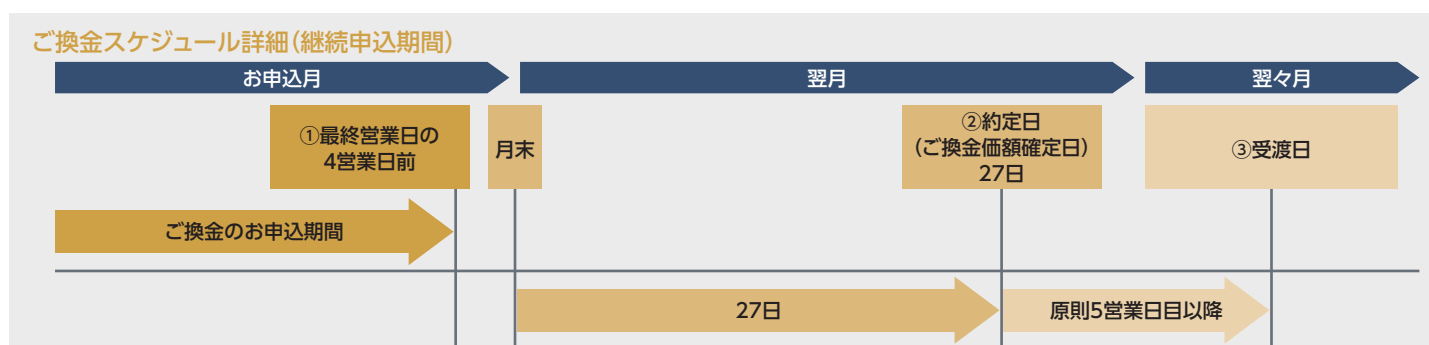 ご換金スケジュール詳細(継続申込期間)
お申込月
翌月
翌々月
①最終営業日の
4営業日前
月末
②約定日
(ご換金価額確定日)
27日
③受渡日
ご換金のお申込期間
27日
原則5営業日目以降